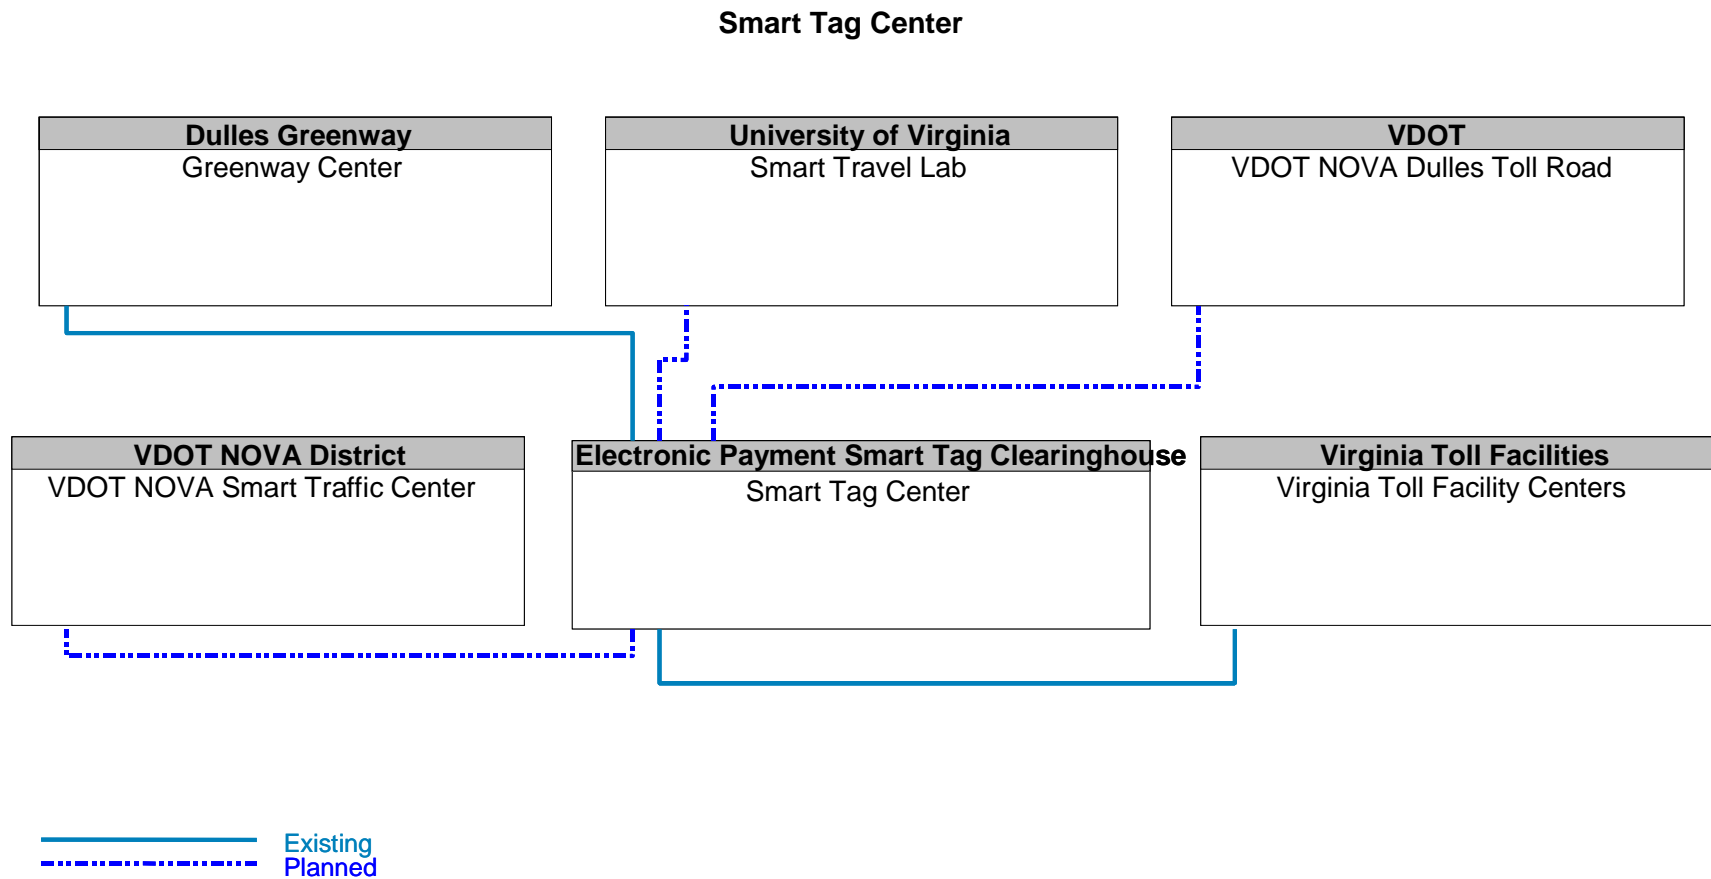 Smart Tag Center
Dulles Greenway
Greenway Center
University of Virginia
Smart Travel Lab
VDOT
VDOT NOVA Dulles Toll Road
VDOT NOVA District
VDOT NOVA Smart Traffic Center
Electronic Payment Smart Tag Clearinghouse
Smart Tag Center
Virginia Toll Facilities
Virginia Toll Facility Centers
Existing
Planned